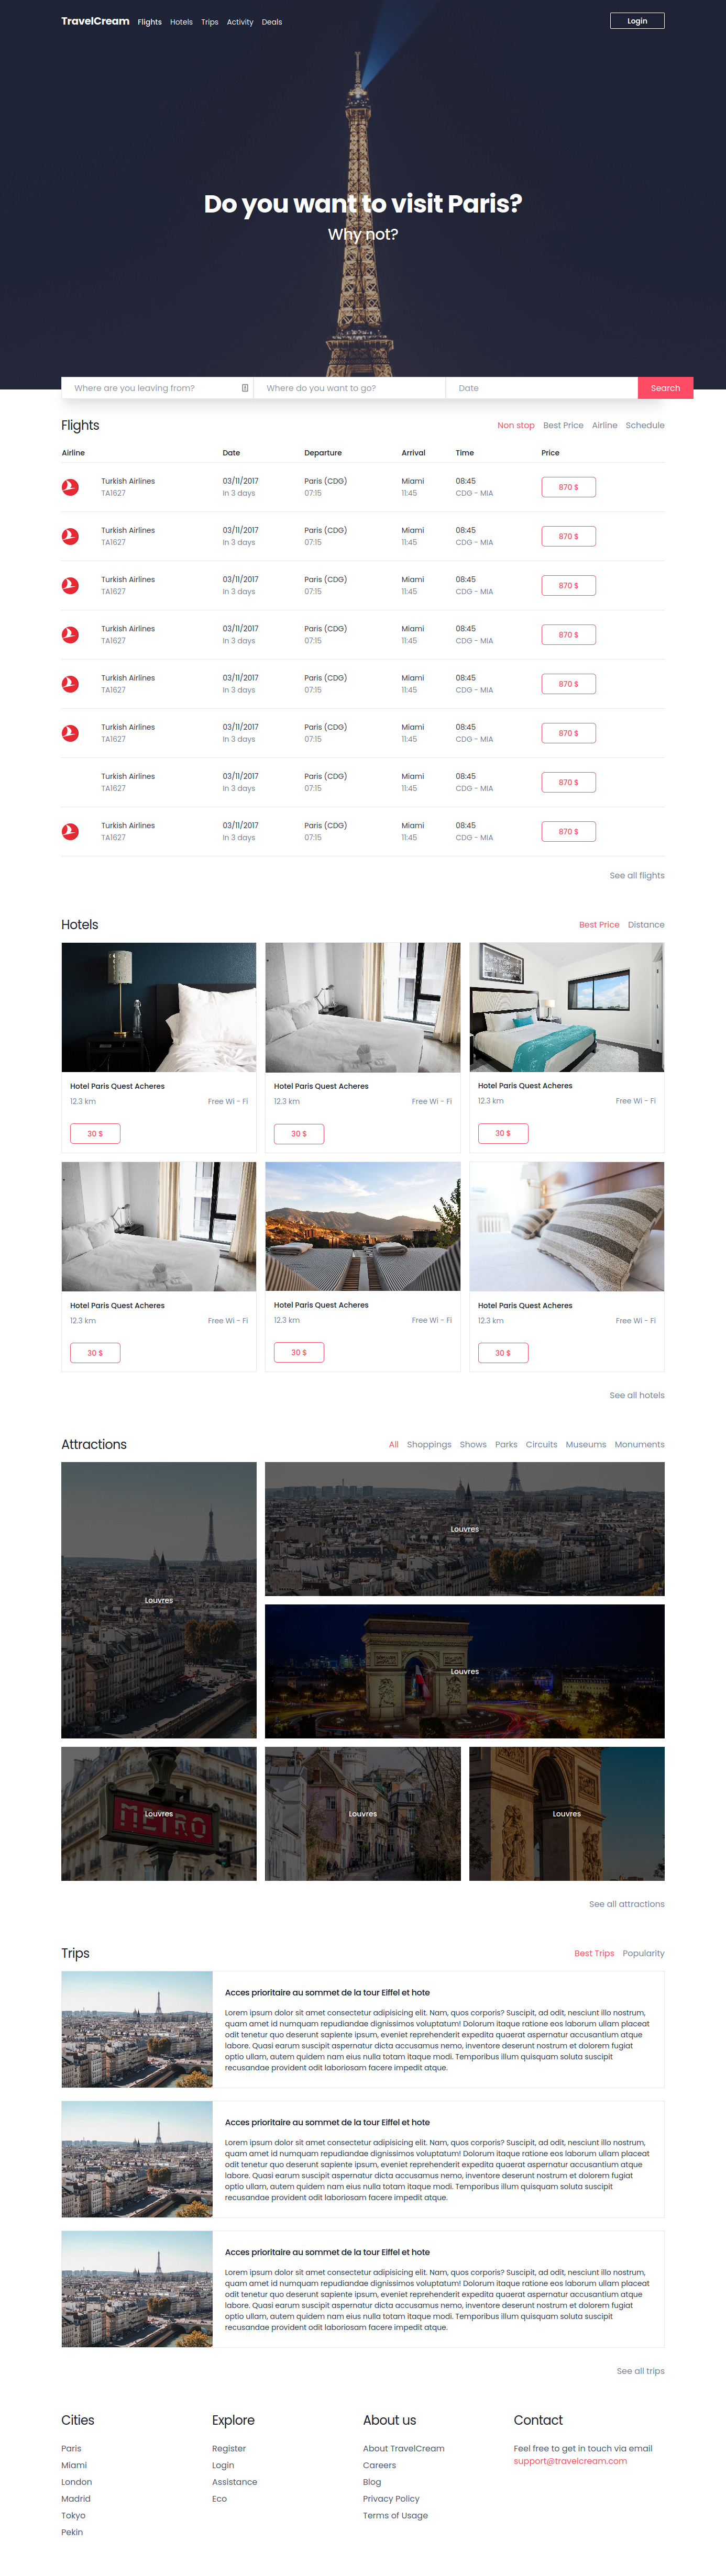 TravelCream Flights Hotels Trips Activity Deals Login
Do you want to visit Paris?
Why not?
Where are you leaving from? Where do you want to go? Date Search
Flights Non stop Best Price Airline Schedule
Airline Date Departure Arrival Time Price
Turkish Airlines 03/11/2017 Paris (CDG) Miami 08:45 870 $
TA1627 In 3 days 07:15 11:45 CDG - MIA
Turkish Airlines 03/11/2017 Paris (CDG) Miami 08:45 870 $
TA1627 In 3 days 07:15 11:45 CDG - MIA
Turkish Airlines 03/11/2017 Paris (CDG) Miami 08:45 870 $
TA1627 In 3 days 07:15 11:45 CDG - MIA
Turkish Airlines 03/11/2017 Paris (CDG) Miami 08:45 870 $
TA1627 In 3 days 07:15 11:45 CDG - MIA
Turkish Airlines 03/11/2017 Paris (CDG) Miami 08:45 870 $
TA1627 In 3 days 07:15 11:45 CDG - MIA
Turkish Airlines 03/11/2017 Paris (CDG) Miami 08:45 870 $
TA1627 In 3 days 07:15 11:45 CDG - MIA
Turkish Airlines 03/11/2017 Paris (CDG) Miami 08:45 870 $
TA1627 In 3 days 07:15 11:45 CDG - MIA
Turkish Airlines 03/11/2017 Paris (CDG) Miami 08:45 870 $
TA1627 In 3 days 07:15 11:45 CDG - MIA
See all flights
Hotels Best Price Distance
Hotel Paris Quest Acheres Hotel Paris Quest Acheres Hotel Paris Quest Acheres
12.3 km Free Wi - Fi 12.3 km Free Wi - Fi 12.3 km Free Wi - Fi
30 $ 30 $ 30 $
Hotel Paris Quest Acheres Hotel Paris Quest Acheres Hotel Paris Quest Acheres
12.3 km Free Wi - Fi 12.3 km Free Wi - Fi 12.3 km Free Wi - Fi
30 $ 30 $ 30 $
See all hotels
Attractions All Shoppings Shows Parks Circuits Museums Monuments
Louvres
Louvres
Louvres
METRO
Louvres Louvres Louvres
See all attractions
Trips Best Trips Popularity
Acces prioritaire au sommet de la tour Eiffel et hote
Lorem ipsum dolor sit amet consectetur adipisicing elit. Nam, quos corporis? Suscipit, ad odit, nesciunt illo nostrum,
quam amet id numquam repudiandae dignissimos voluptatum! Dolorum itaque ratione eos laborum ullam placeat
odit tenetur quo deserunt sapiente ipsum, eveniet reprehenderit expedita quaerat aspernatur accusantium atque
labore. Quasi earum suscipit aspernatur dicta accusamus nemo, inventore deserunt nostrum et dolorem fugiat
optio ullam, autem quidem nam eius nulla totam itaque modi. Temporibus illum quisquam soluta suscipit
recusandae provident odit laboriosam facere impedit atque.
Acces prioritaire au sommet de la tour Eiffel et hote
Lorem ipsum dolor sit amet consectetur adipisicing elit. Nam, quos corporis? Suscipit, ad odit, nesciunt illo nostrum,
quam amet id numquam repudiandae dignissimos voluptatum! Dolorum itaque ratione eos laborum ullam placeat
odit tenetur quo deserunt sapiente ipsum, eveniet reprehenderit expedita quaerat aspernatur accusantium atque
labore. Quasi earum suscipit aspernatur dicta accusamus nemo, inventore deserunt nostrum et dolorem fugiat
optio ullam, autem quidem nam eius nulla totam itaque modi. Temporibus illum quisquam soluta suscipit
recusandae provident odit laboriosam facere impedit atque.
Acces prioritaire au sommet de la tour Eiffel et hote
Lorem ipsum dolor sit amet consectetur adipisicing elit. Nam, quos corporis? Suscipit, ad odit, nesciunt illo nostrum,
quam amet id numquam repudiandae dignissimos voluptatum! Dolorum itaque ratione eos laborum ullam placeat
odit tenetur quo deserunt sapiente ipsum, eveniet reprehenderit expedita quaerat aspernatur accusantium atque
labore. Quasi earum suscipit aspernatur dicta accusamus nemo, inventore deserunt nostrum et dolorem fugiat
optio ullam, autem quidem nam eius nulla totam itaque modi. Temporibus illum quisquam soluta suscipit
recusandae provident odit laboriosam facere impedit atque.
See all trips
Cities Explore About us Contact
Paris Register About TravelCream Feel free to get in touch via email
Miami Login Careers support@travelcream.com
London Assistance Blog
Madrid Eco Privacy Policy
Tokyo Terms of Usage
Pekin